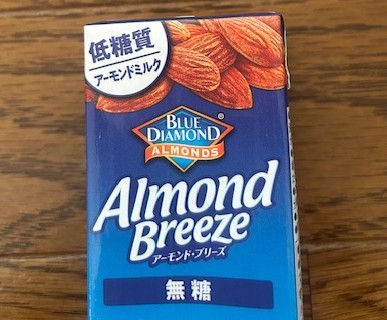 低糖質
アーモンドミルク
BLUE
DIAMOND
®
ALMONDS
Almond
Breeze
アーモンド・ブリーズ
無糖